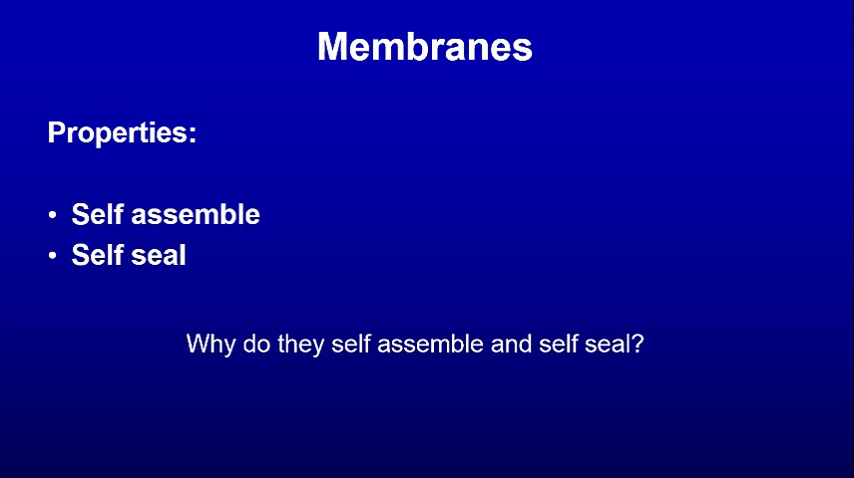 Membranes
Properties:
• Self assemble
• Self seal
Why do they self assemble and self seal?